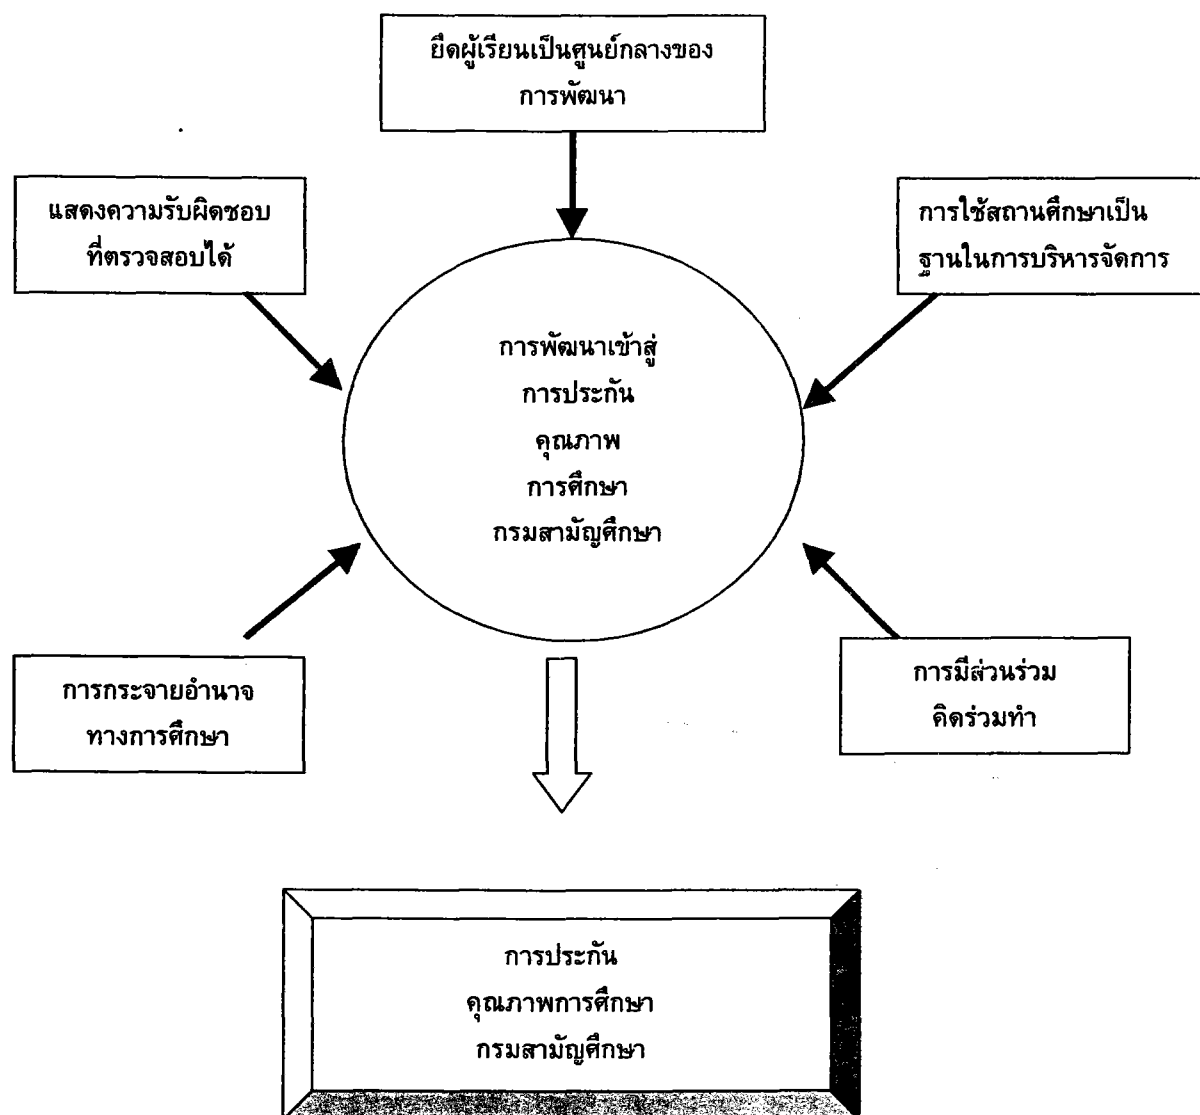 ยึดผู้เรียนเป็นศูนย์กลางของ
การพัฒนา
แสดงความรับผิดชอบ
ที่ตรวจสอบได้
การใช้สถานศึกษาเป็น
ฐานในการบริหารจัดการ
การพัฒนาเข้าสู่
การประกัน
คุณภาพ
การศึกษา
กรมสามัญศึกษา
การกระจายอำนาจ
ทางการศึกษา
การมีส่วนร่วม
คิดร่วมทำ
การประกัน
คุณภาพการศึกษา
กรมสามัญศึกษา